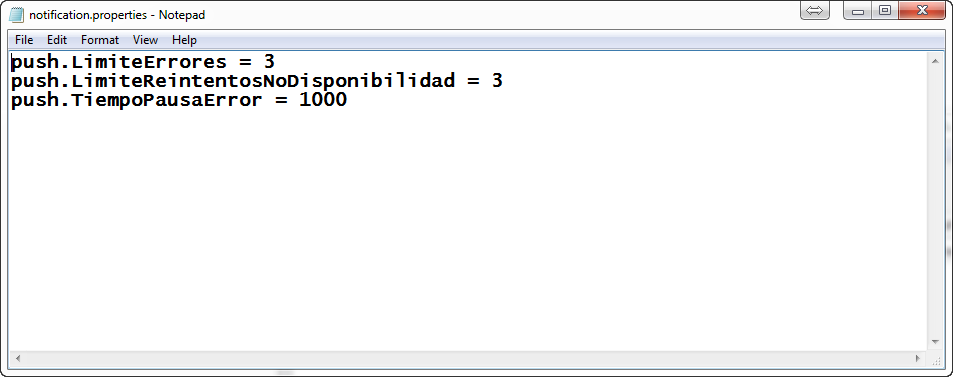 notification.properties - Notepad
File Edit Format View Help
push.LimiteErrores = 3
push.LimiteReintentosNoDisponibilidad = 3
push.TiempoPausaError = 1000